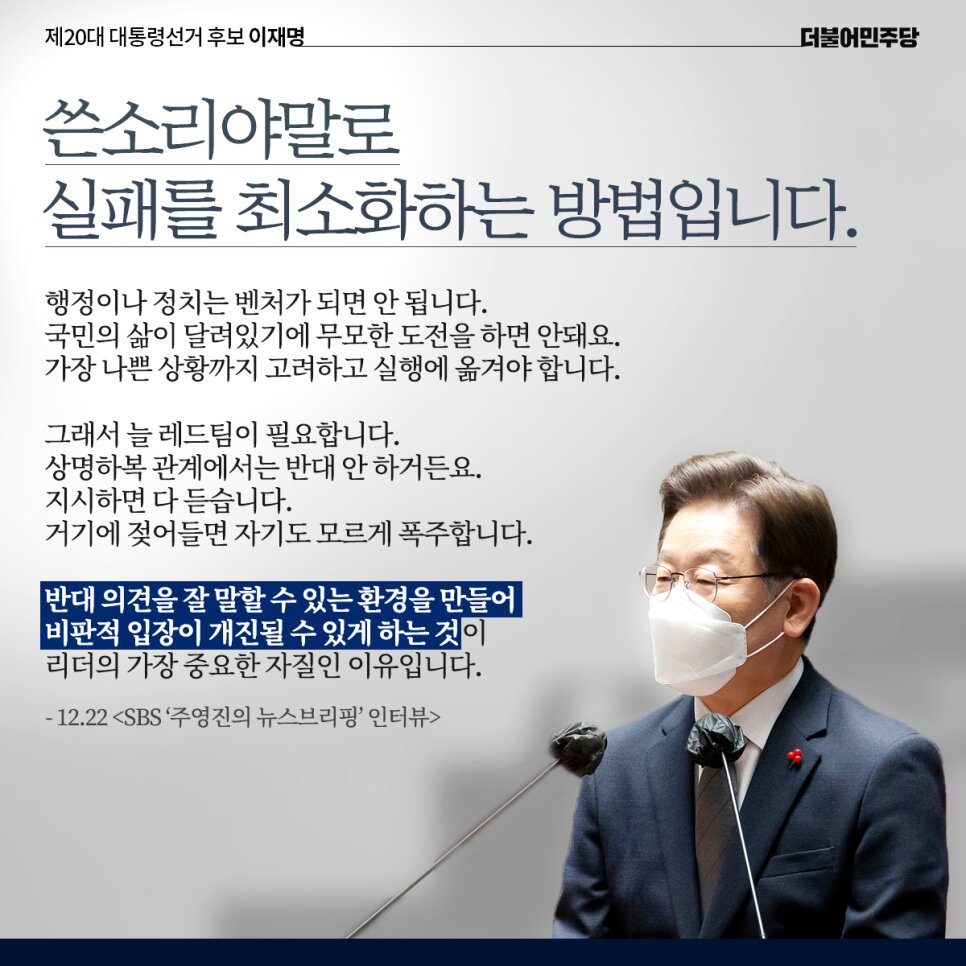 제20대 대통령선거 후보 이재명
더불어민주당
쓴소리야말로
실패를 최소화하는 방법입니다.
행정이나 정치는 벤처가 되면 안 됩니다.
국민의 삶이 달려있기에 무모한 도전을 하면 안돼요.
가장 나쁜 상황까지 고려하고 실행에 옮겨야 합니다.
그래서 늘 레드팀이 필요합니다.
상명하복 관계에서는 반대 안 하거든요.
지시하면 다 듣습니다.
거기에 젖어들면 자기도 모르게 폭주합니다.
반대 의견을 잘 말할 수 있는 환경을 만들어
비판적 입장이 개진될 수 있게 하는 것이
리더의 가장 중요한 자질인 이유입니다.
- 12.22 <SBS ‘주영진의 뉴스브리핑’ 인터뷰>